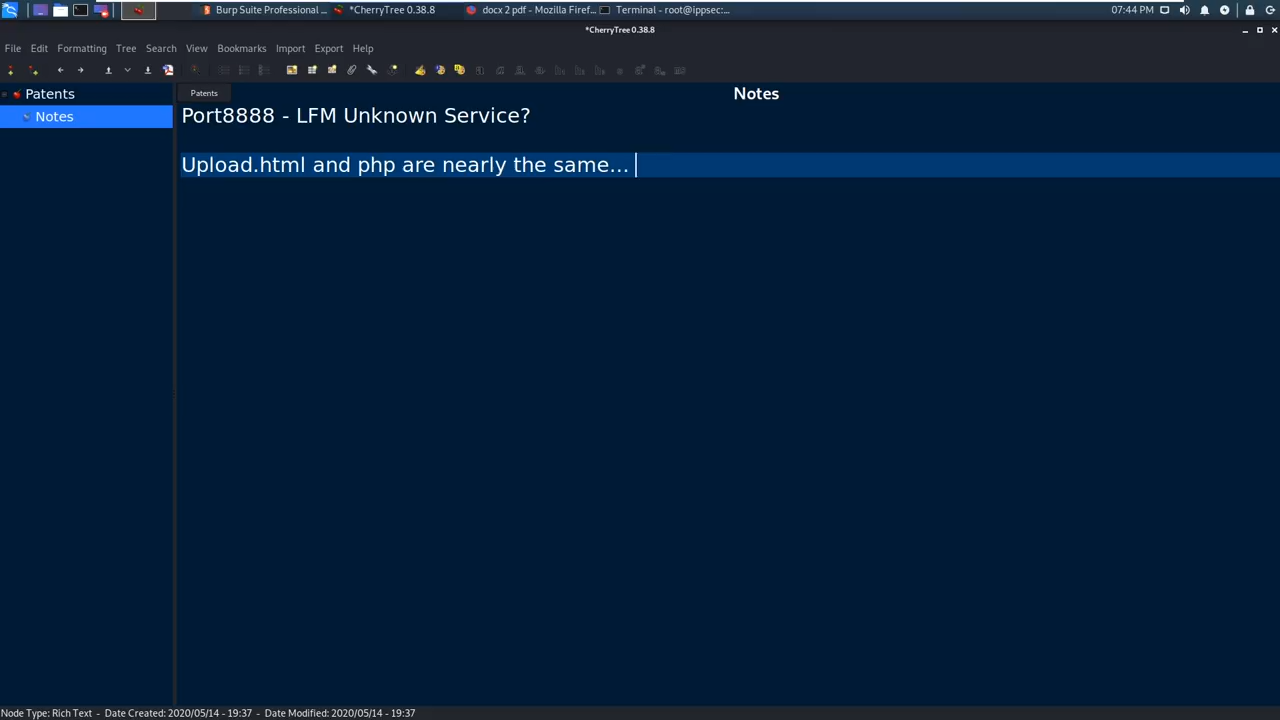 Burp Suite Professional ...
*CherryTree 0.38.8
docx 2 pdf - Mozilla Firef...
Terminal - root@ippsec:...
07:44 PM
*CherryTree 0.38.8
File Edit Formatting Tree Search View Bookmarks Import Export Help
Patents
Notes
Patents
Notes
Port8888 - LFM Unknown Service?
Upload.html and php are nearly the same...
Node Type: Rich Text - Date Created: 2020/05/14 - 19:37 - Date Modified: 2020/05/14 - 19:37